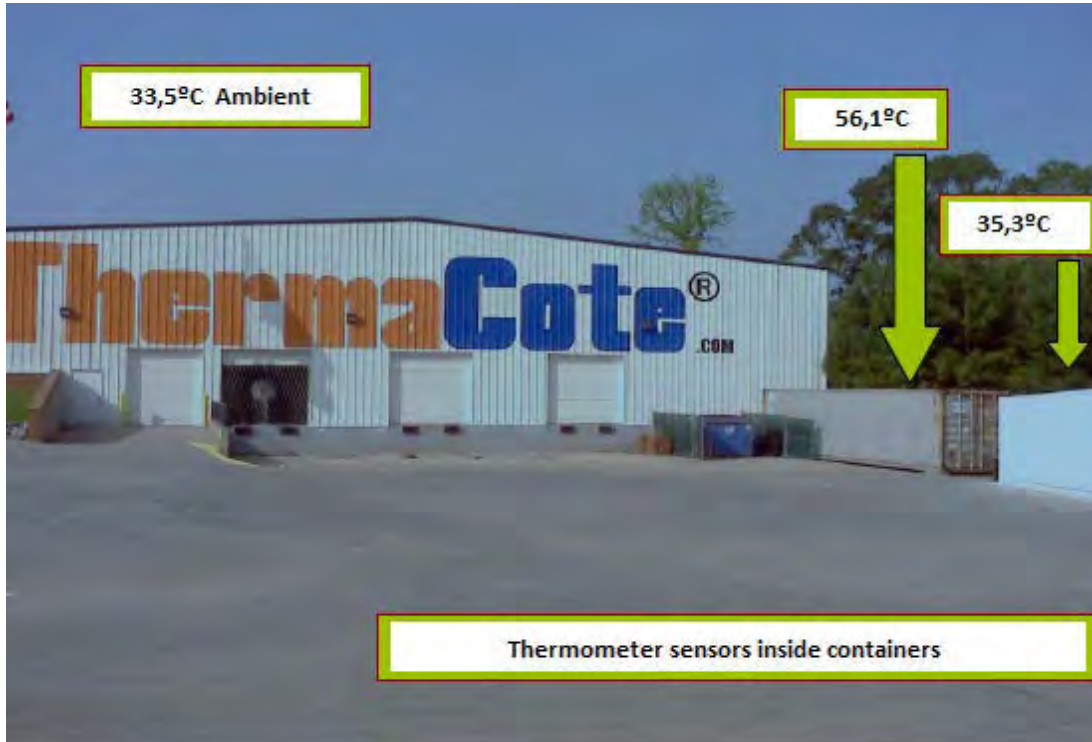 33,5ºC Ambient
56,1ºC
35,3ºC
ThermaCote®
.COM
Thermometer sensors inside containers